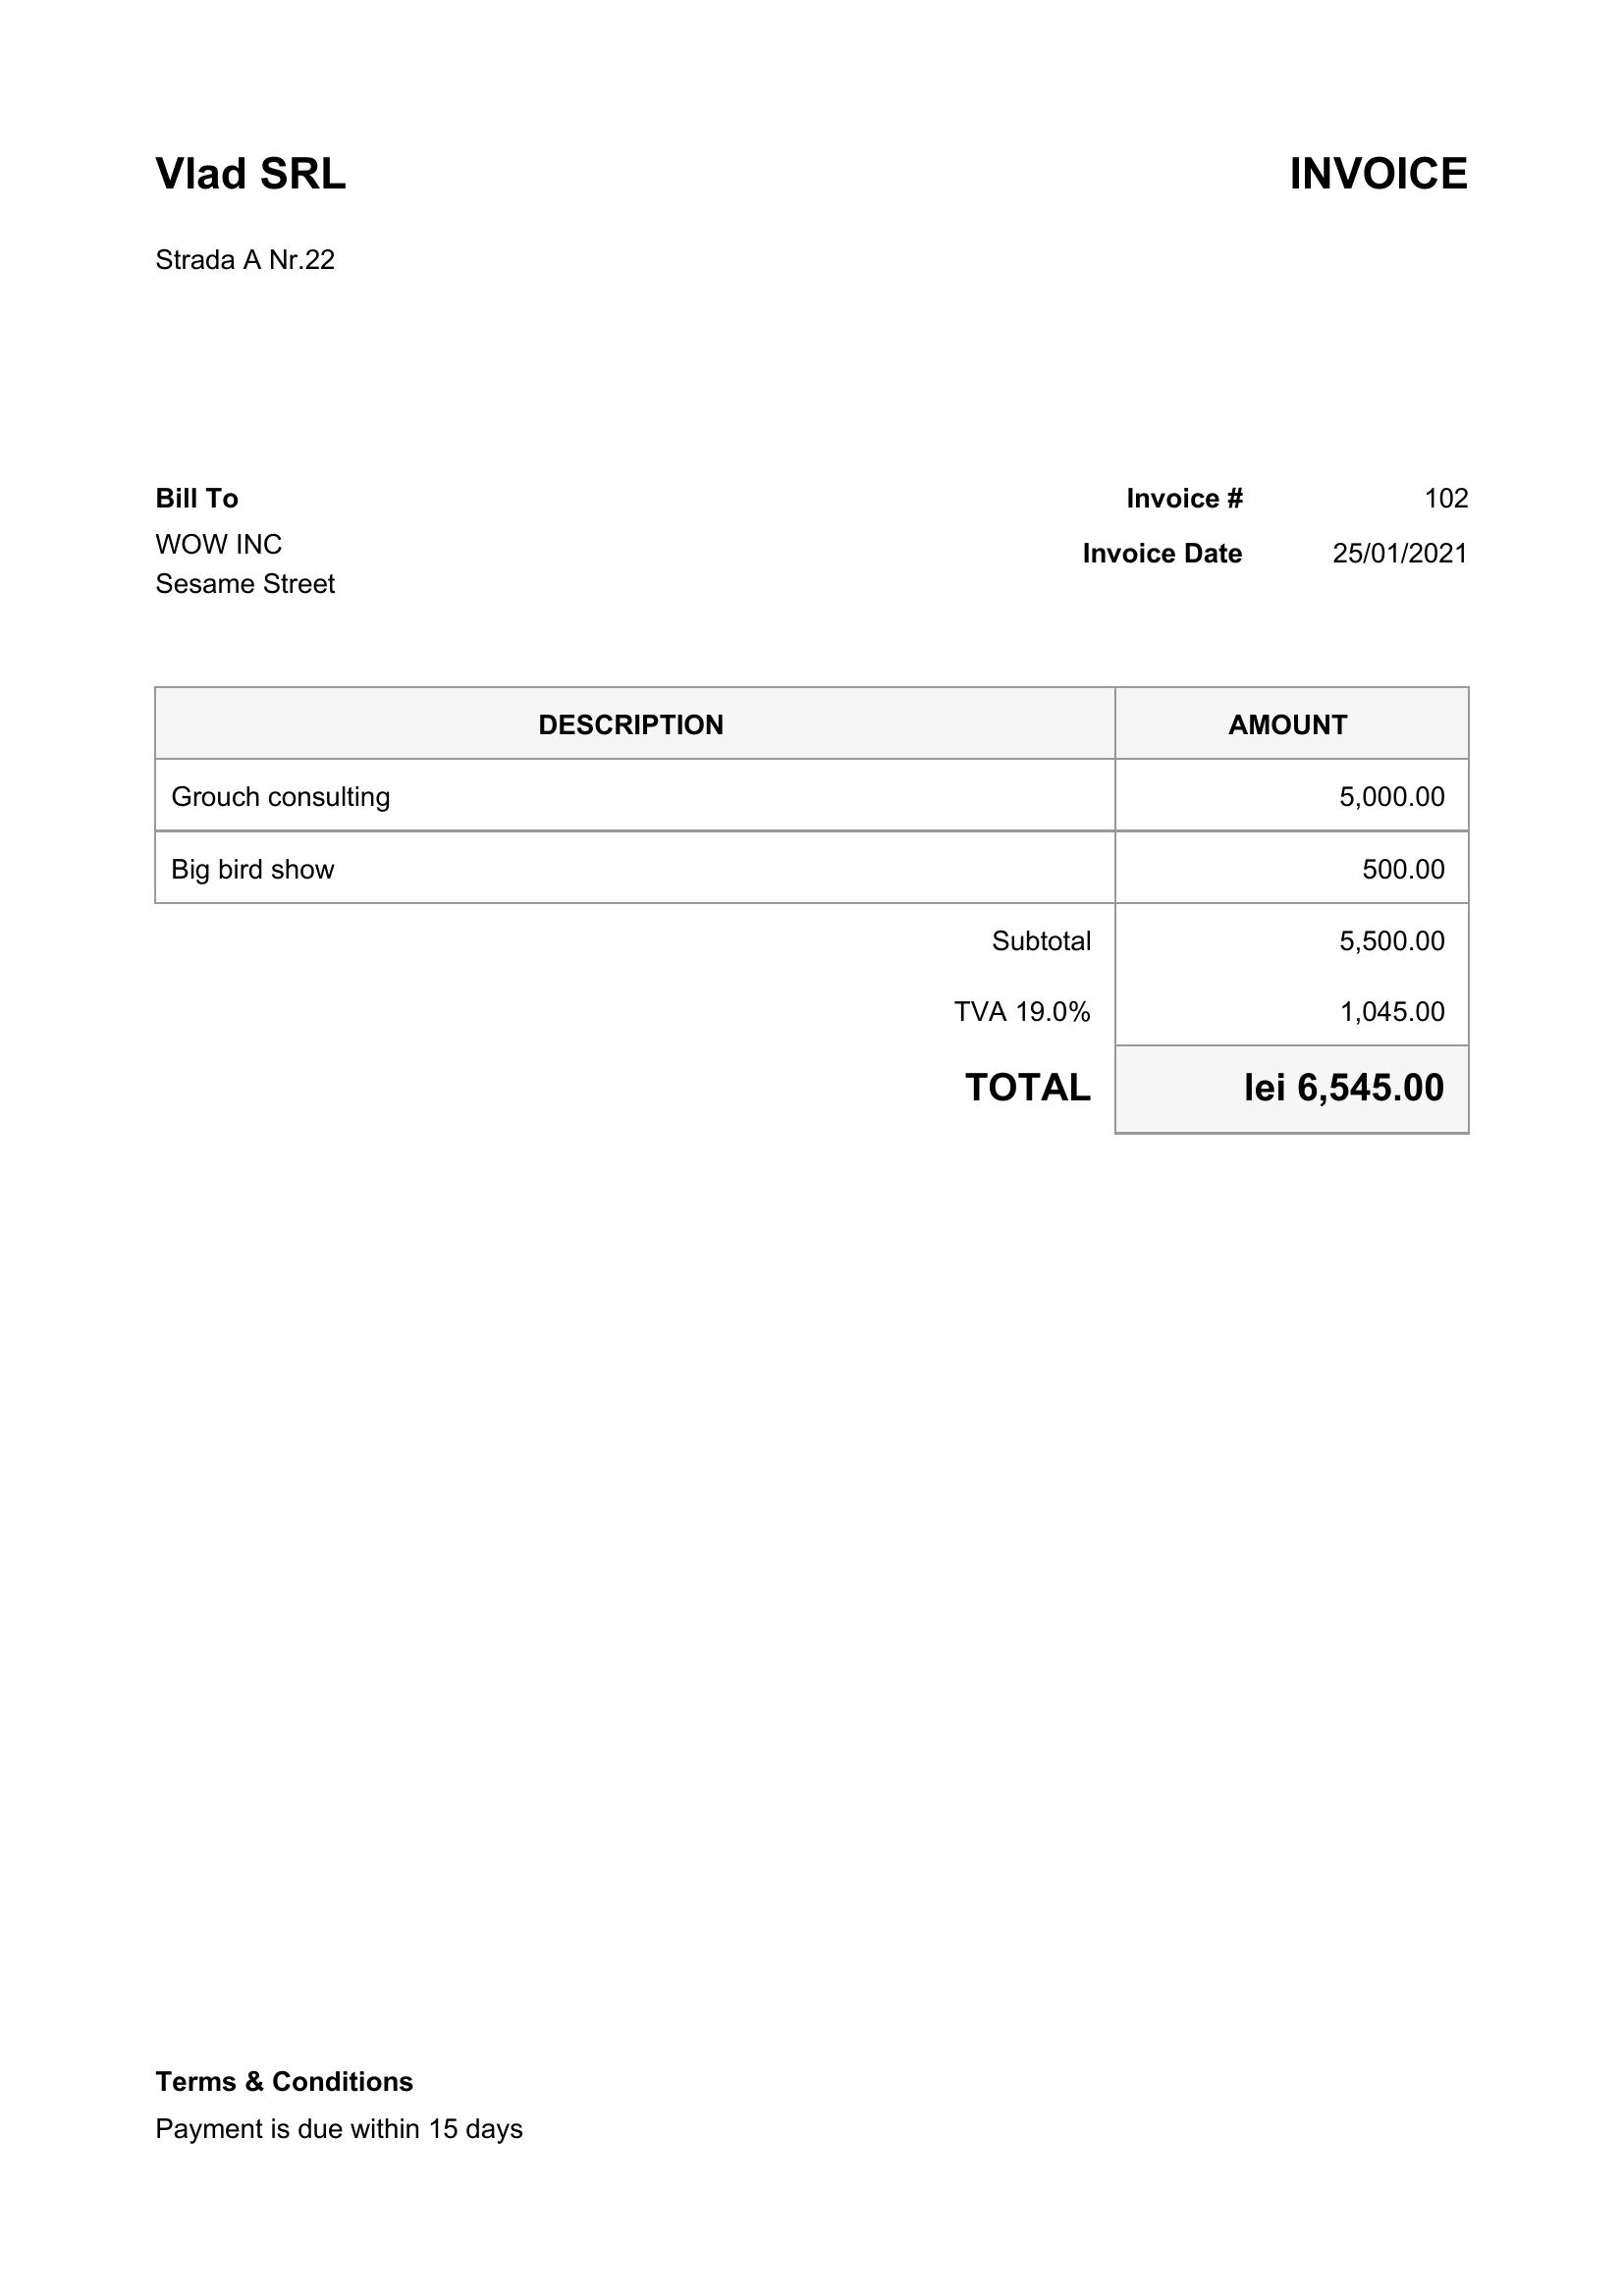 Vlad SRL INVOICE
Strada A Nr.22
Bill To Invoice # 102
WOW INC
Invoice Date 25/01/2021
Sesame Street
DESCRIPTION AMOUNT
Grouch consulting 5,000.00
Big bird show 500.00
Subtotal 5,500.00
TVA 19.0% 1,045.00
TOTAL lei 6,545.00
Terms & Conditions
Payment is due within 15 days